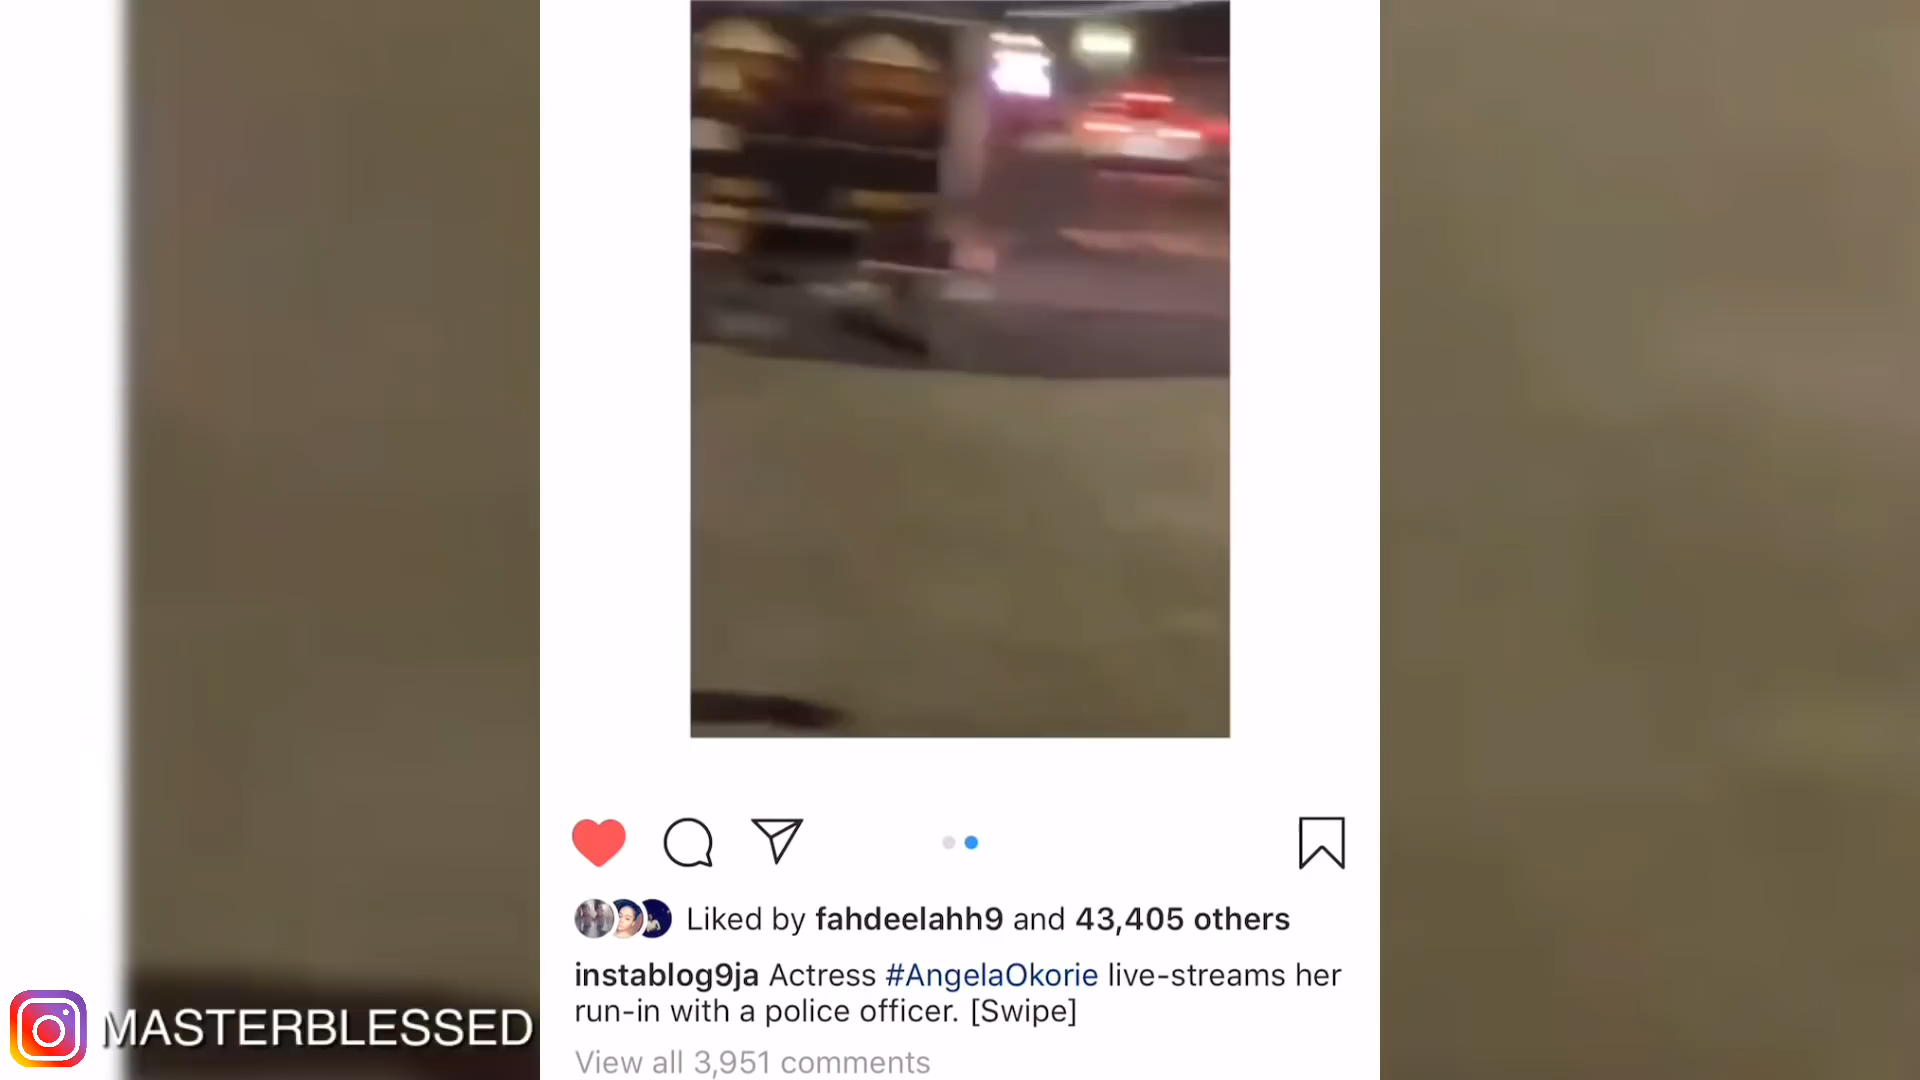 Liked by fahdeelahh9 and 43,405 others
instablog9ja Actress #AngelaOkorie live-streams her
run-in with a police officer. [Swipe]
View all 3,951 comments
MASTERBLESSED